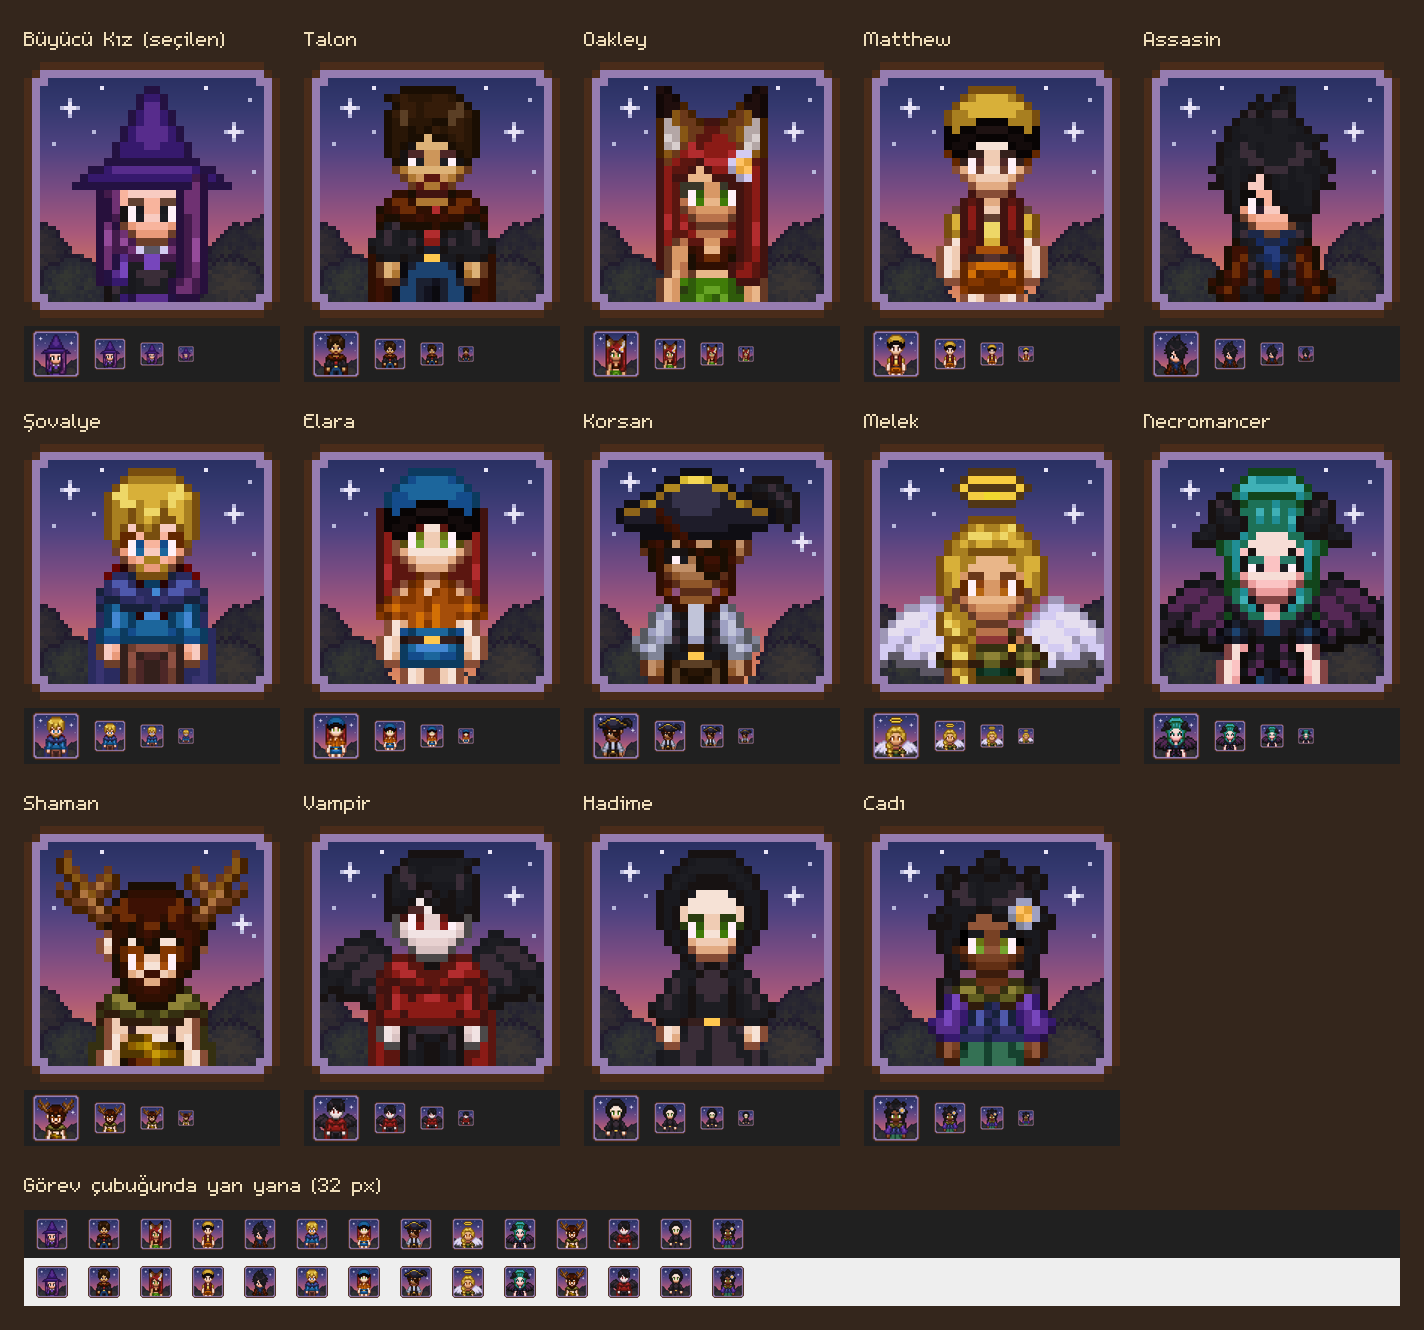 Büyücü Kız (seçilen) Talon Oakley Matthew Assasin
Şovalye Elara Korsan Melek Necromancer
Shaman Vampir Hadime Cadı
Görev çubuğunda yan yana (32 px)